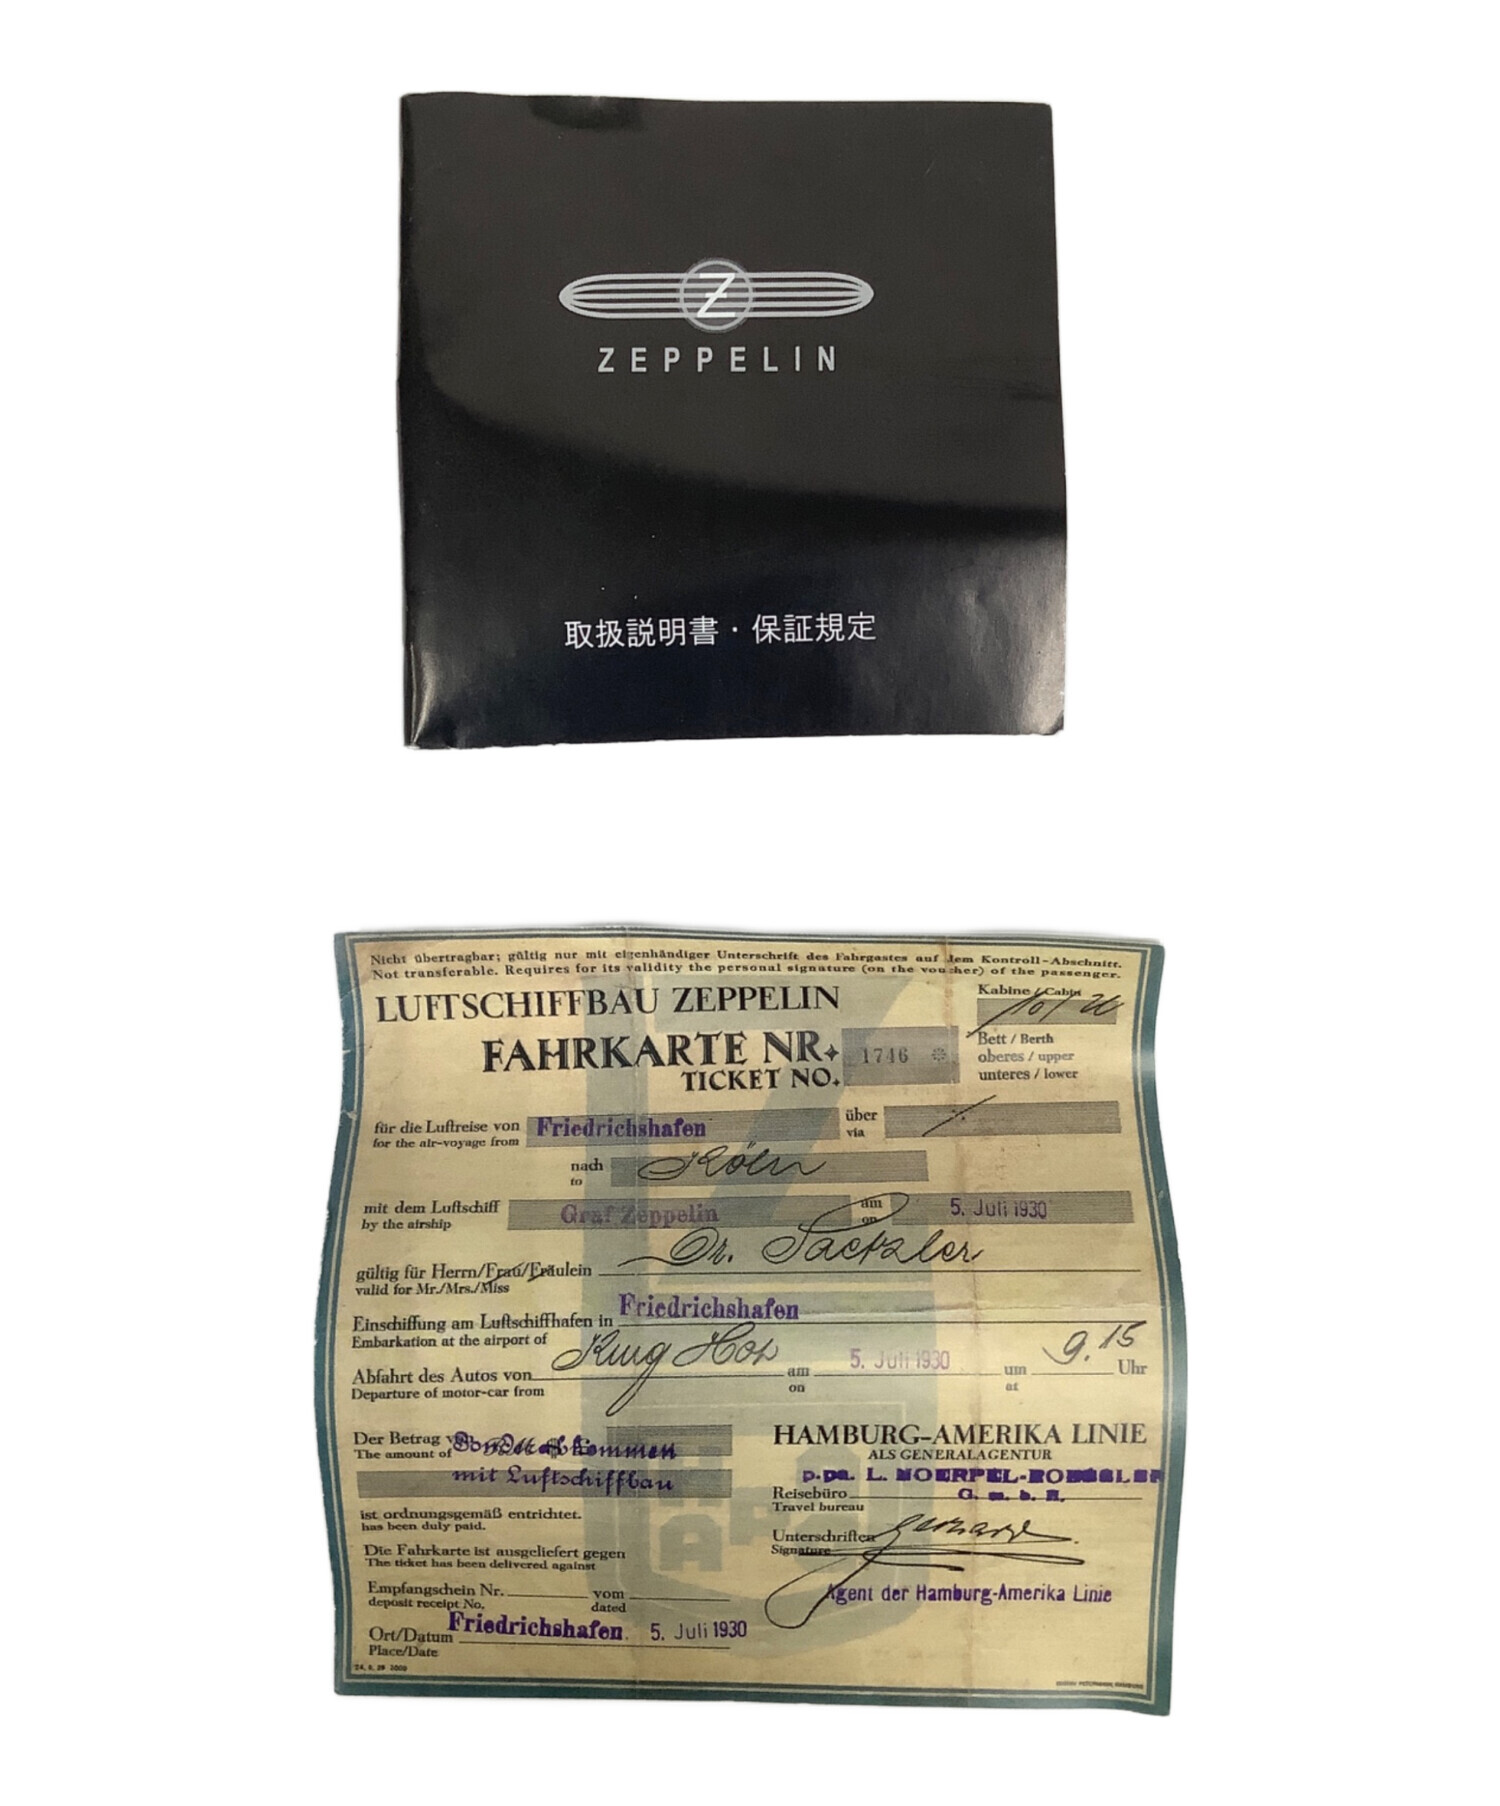 Z
ZEPPELIN
取扱説明書・保証規定
Nicht übertragbar; gültig nur mit eigenhändiger Unterschrift des Fahrgastes auf dem Kontroll-Abschnitt.
Not transferable. Requires for its validity the personal signature (on the voucher) of the passenger.
LUFTSCHIFFBAU ZEPPELIN
Kabine / Cabin
FAHRKARTE NR. 1746
TICKET NO.
Bett / Berth
oberes / upper
unteres / lower
für die Luftreise von Friedrichshafen über
for the air-voyage from via
nach Köln
to
mit dem Luftschiff Graf Zeppelin am 5. Juli 1930
by the airship on
gültig für Herrn/Frau/Fräulein Dr.
valid for Mr./Mrs./Miss
Einschiffung am Luftschiffhafen in Friedrichshafen
Embarkation at the airport of
Abfahrt des Autos von am 5. Juli 1930 um 9.15 Uhr
Departure of motor-car from on at
Der Betrag
The amount of
mit Luftschiffbau
ist ordnungsgemäß entrichtet.
has been duly paid.
Die Fahrkarte ist ausgeliefert gegen
The ticket has been delivered against
Empfangschein Nr. vom
deposit receipt No. dated
Ort/Datum Friedrichshafen. 5. Juli 1930
Place/Date
HAMBURG-AMERIKA LINIE
ALS GENERALAGENTUR
Reisebüro G. m. b. H.
Travel bureau
Unterschriften
Signature
Agent der Hamburg-Amerika Linie